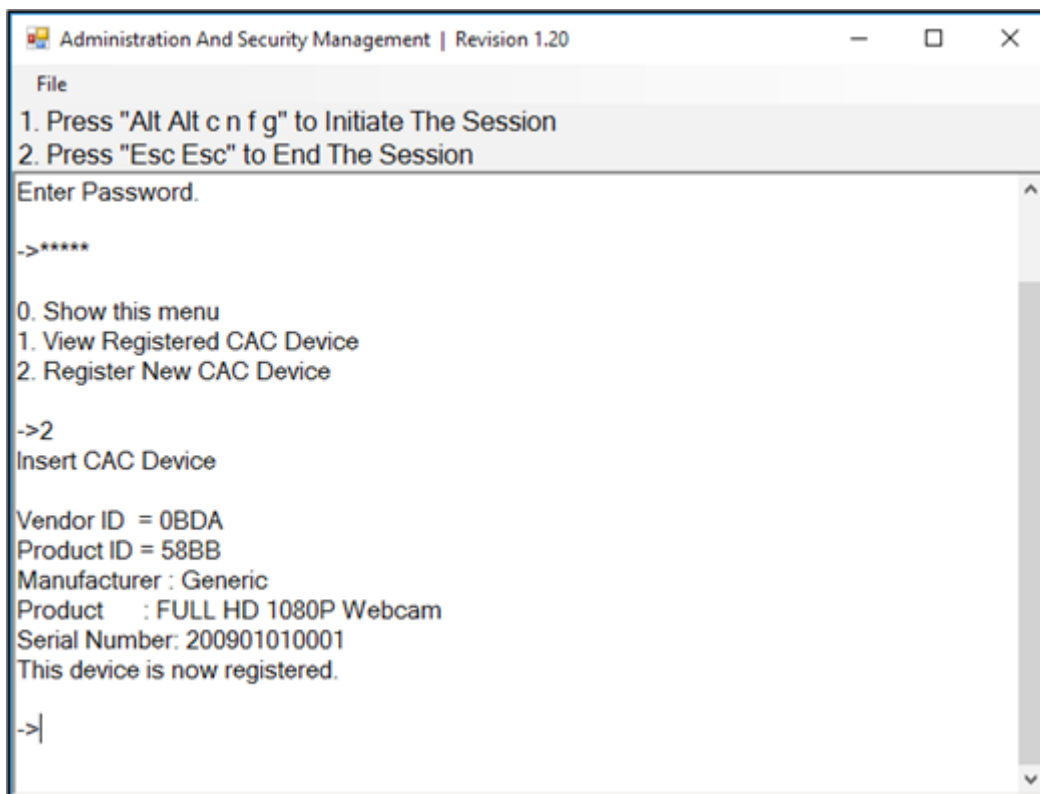 Administration And Security Management | Revision 1.20
File
1. Press "Alt Alt c n f g" to Initiate The Session
2. Press "Esc Esc" to End The Session
Enter Password.
->*****
0. Show this menu
1. View Registered CAC Device
2. Register New CAC Device
->2
Insert CAC Device
Vendor ID  = 0BDA
Product ID = 58BB
Manufacturer : Generic
Product      : FULL HD 1080P Webcam
Serial Number: 200901010001
This device is now registered.
->